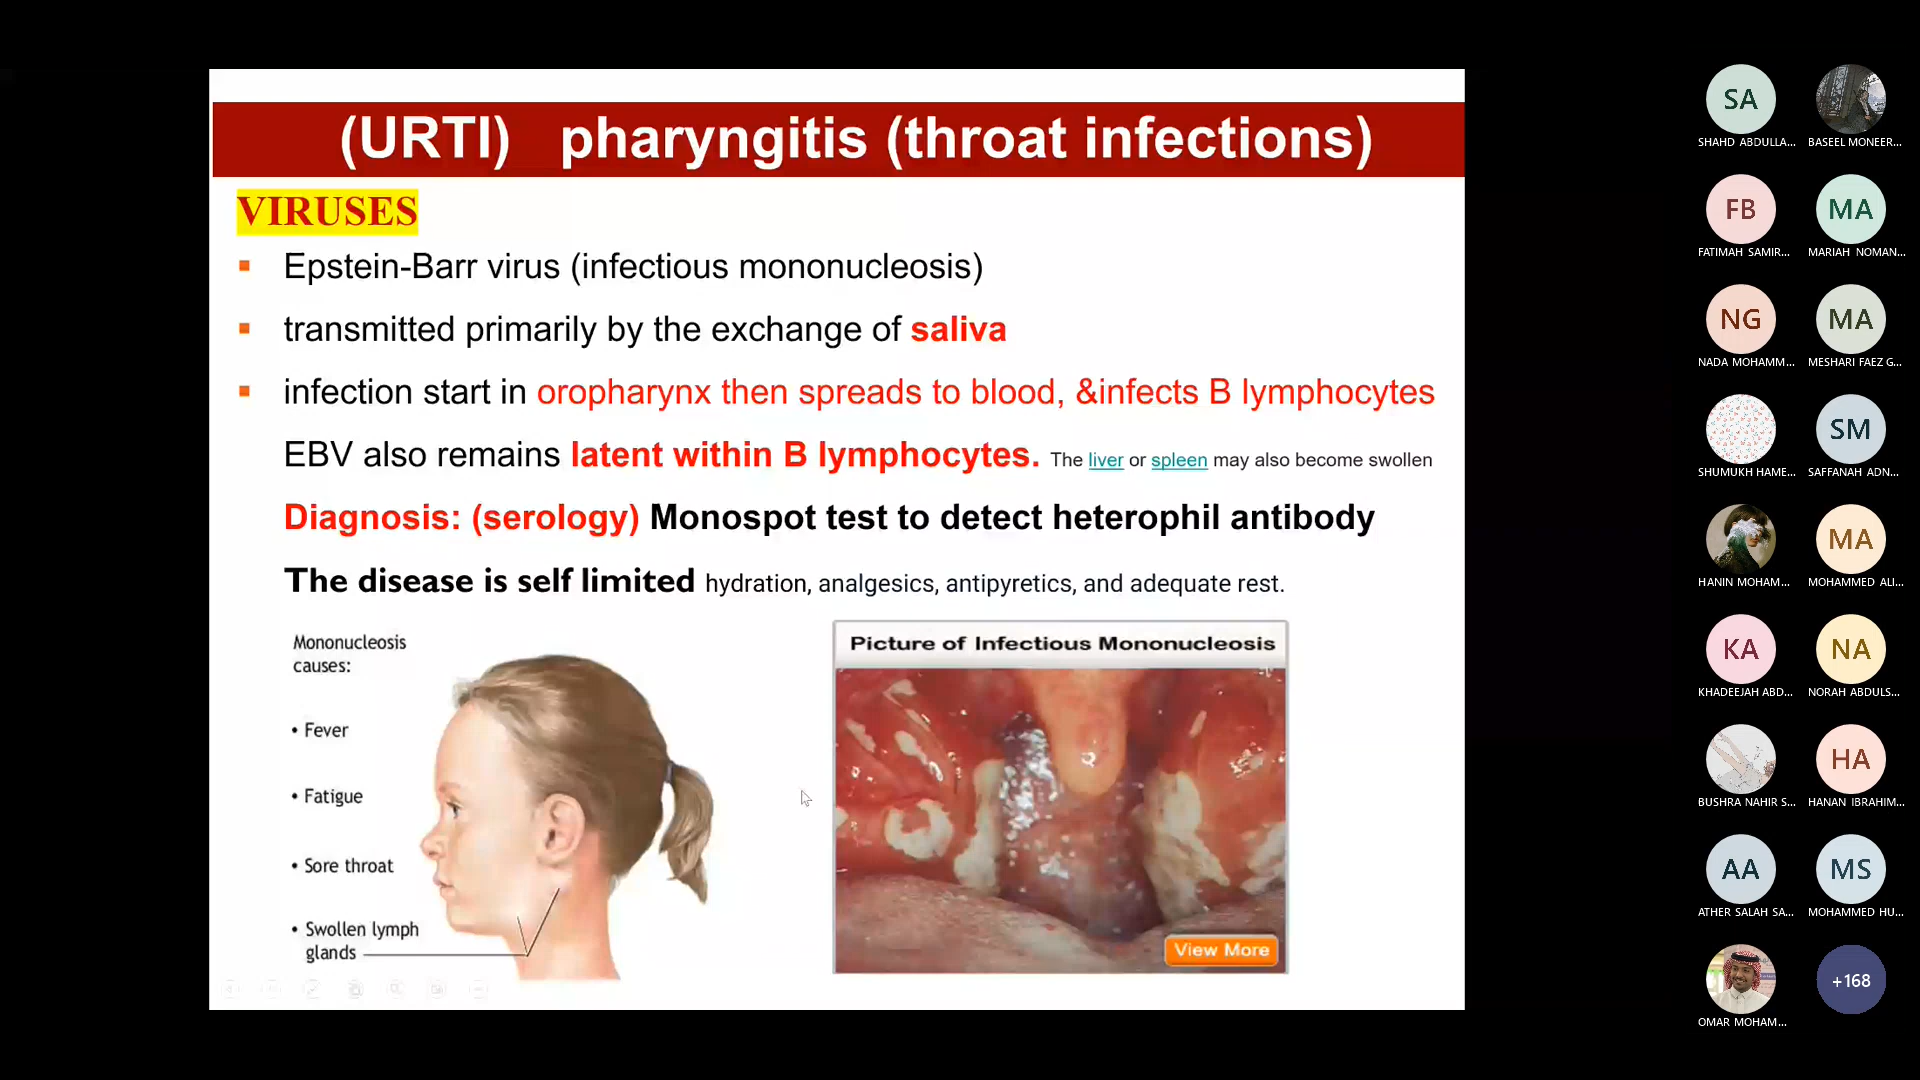 (URTI) pharyngitis (throat infections)
VIRUSES
▪ Epstein-Barr virus (infectious mononucleosis)
▪ transmitted primarily by the exchange of saliva
▪ infection start in oropharynx then spreads to blood, &infects B lymphocytes
EBV also remains latent within B lymphocytes. The liver or spleen may also become swollen
Diagnosis: (serology) Monospot test to detect heterophil antibody
The disease is self limited hydration, analgesics, antipyretics, and adequate rest.
Mononucleosis
causes:
• Fever
• Fatigue
• Sore throat
• Swollen lymph
glands
Picture of Infectious Mononucleosis
View More
SA
SHAHD ABDULLA...
BASEEL MONEER...
FB
FATIMAH SAMIR...
MA
MARIAH NOMAN...
NG
NADA MOHAMM...
MA
MESHARI FAEZ G...
SHUMUKH HAME...
SM
SAFFANAH ADN...
HANIN MOHAM...
MA
MOHAMMED ALI...
KA
KHADEEJAH ABD...
NA
NORAH ABDULS...
BUSHRA NAHIR S...
HA
HANAN IBRAHIM...
AA
ATHER SALAH SA...
MS
MOHAMMED HU...
OMAR MOHAM...
+168